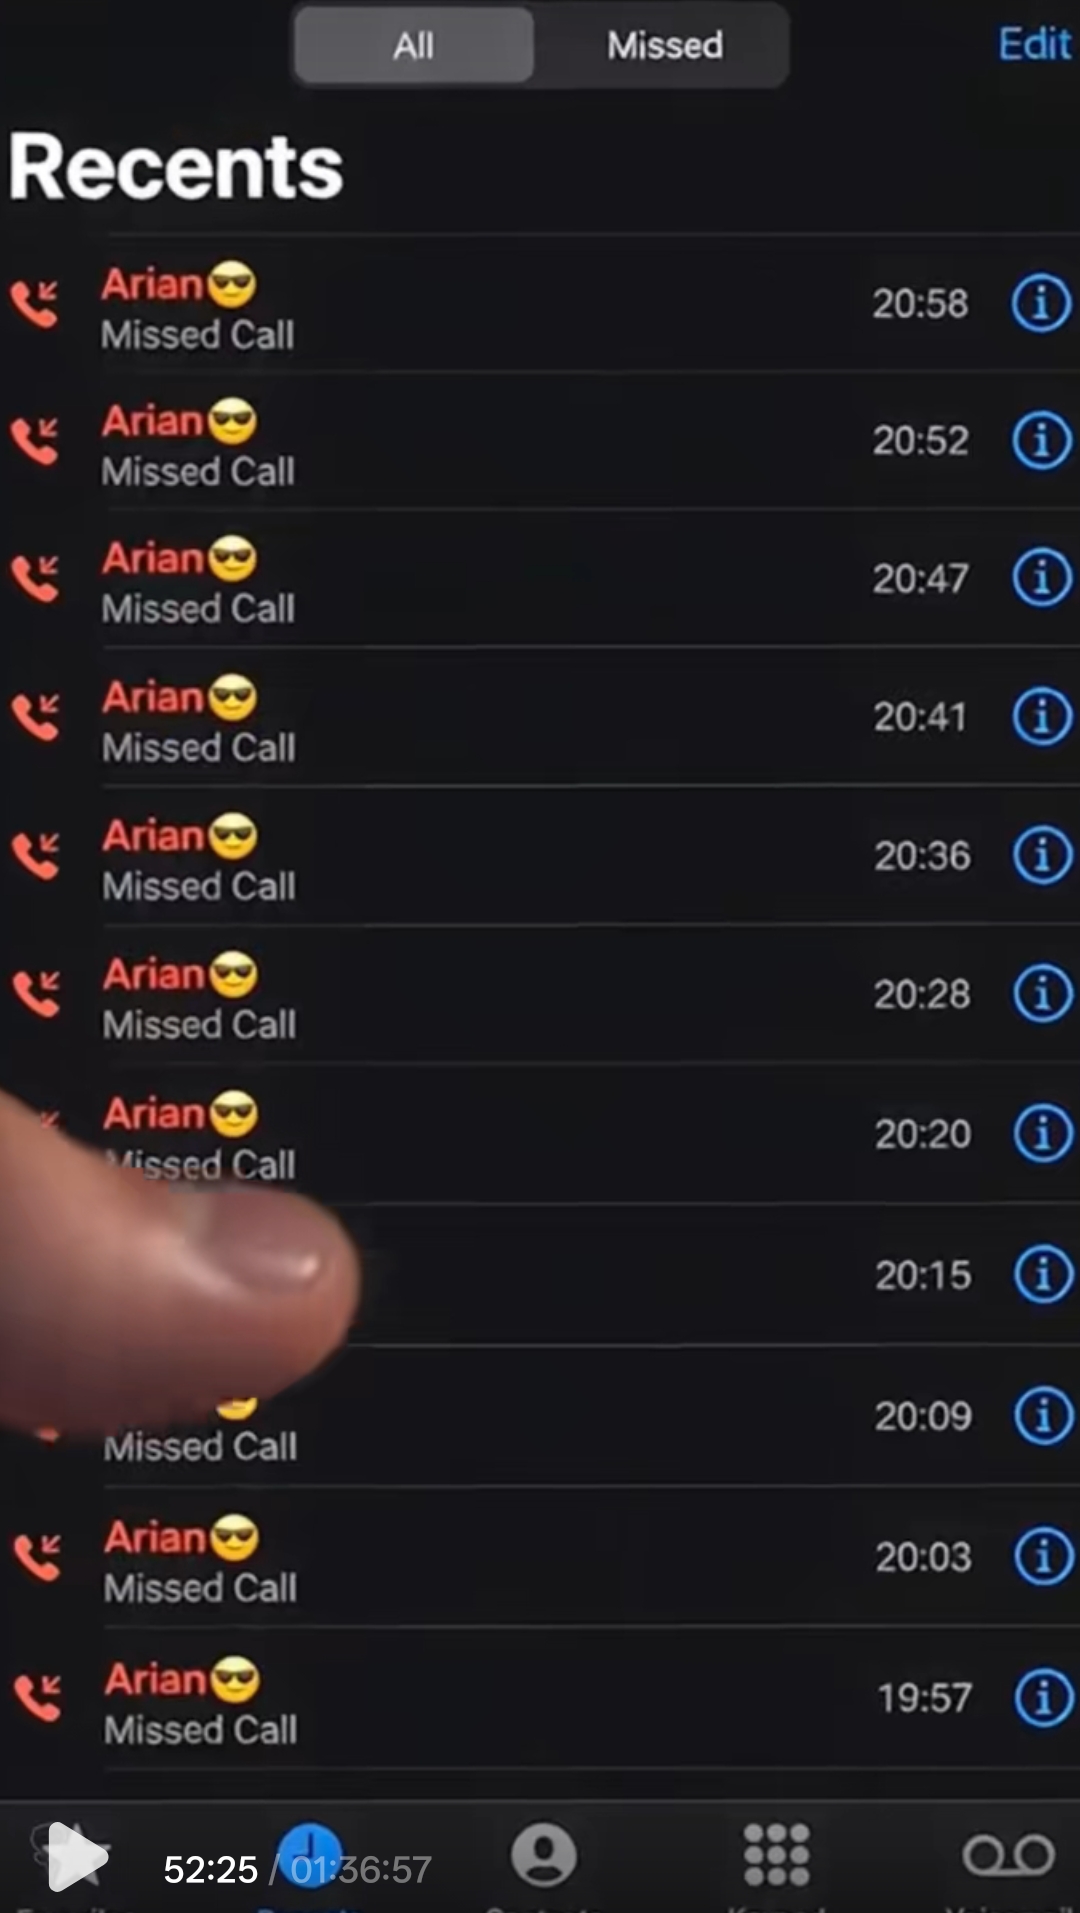 All Missed Edit
Recents
Arian😎
Missed Call
20:58
Arian😎
Missed Call
20:52
Arian😎
Missed Call
20:47
Arian😎
Missed Call
20:41
Arian😎
Missed Call
20:36
Arian😎
Missed Call
20:28
Arian😎
Missed Call
20:20
20:15
Missed Call
20:09
Arian😎
Missed Call
20:03
Arian😎
Missed Call
19:57
52:25 / 01:36:57